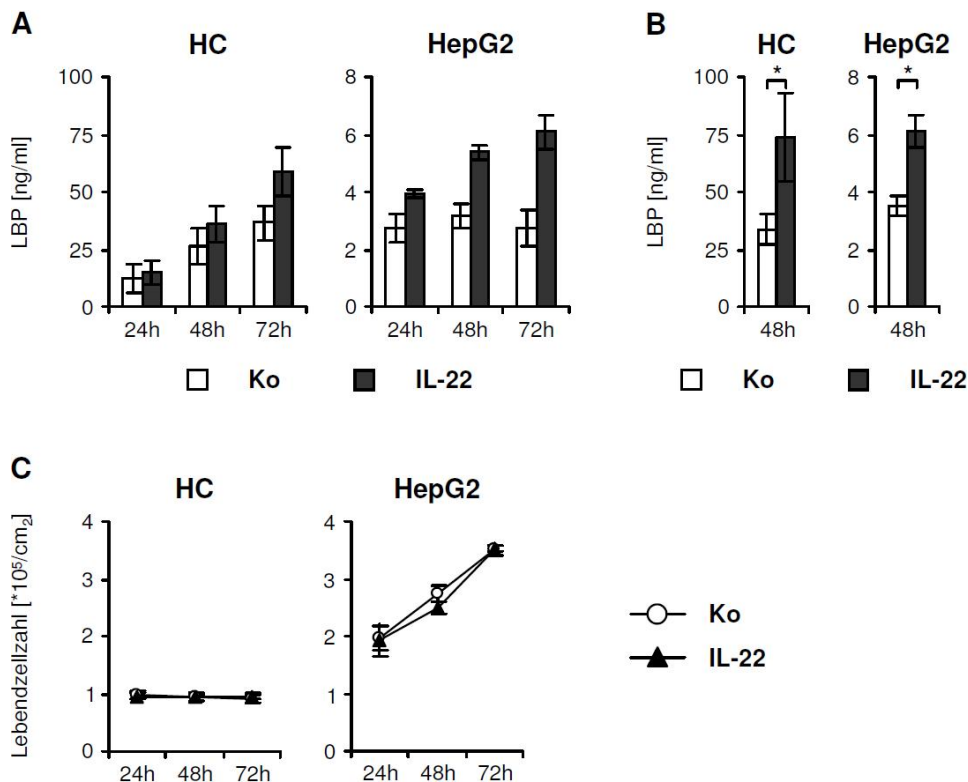 A
HC
HepG2
LBP [ng/ml]
100
75
50
25
0
24h 48h 72h
8
6
4
2
0
24h 48h 72h
Ko IL-22
B
HC
HepG2
LBP [ng/ml]
100
75
50
25
0
*
48h
8
6
4
2
0
*
48h
Ko IL-22
C
HC
HepG2
Lebendzellzahl [*10⁵/cm₂]
4
3
2
1
0
24h 48h 72h
4
3
2
1
0
24h 48h 72h
Ko
IL-22